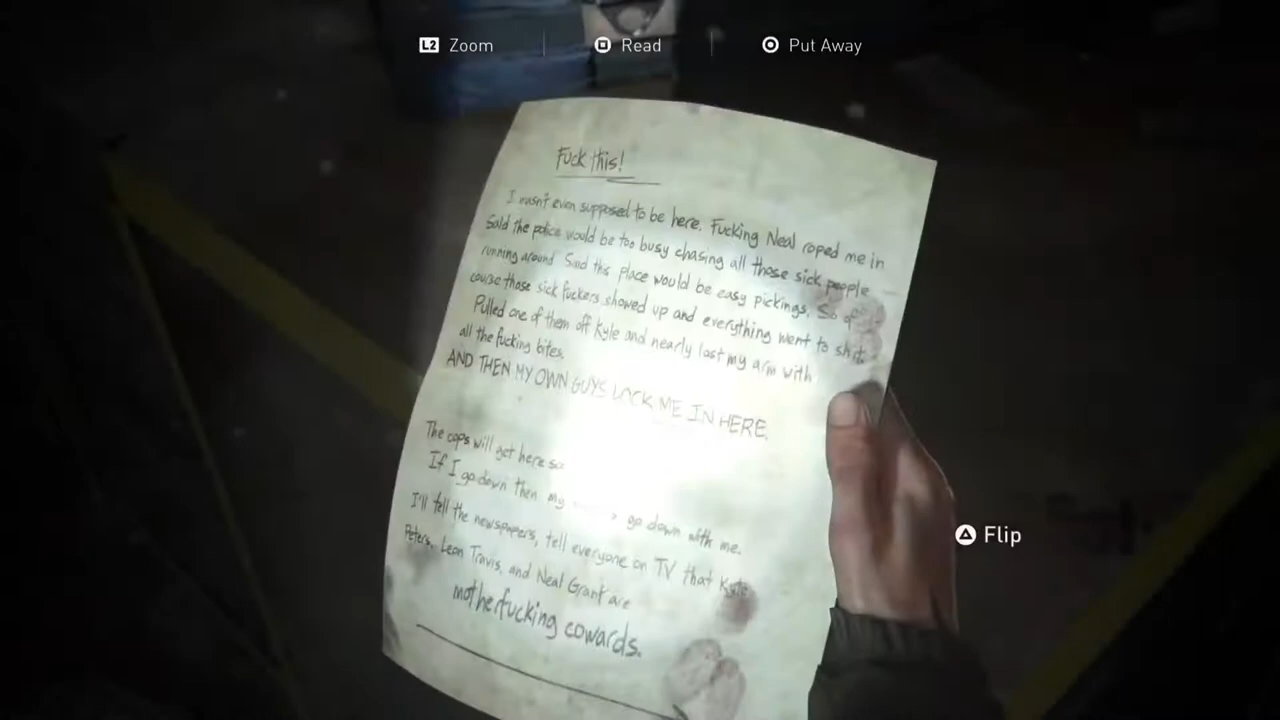 L2 Zoom
Read
Put Away
Fuck this!
I wasn't even supposed to be here. Fucking Neal roped me in
Said the police would be too busy chasing all those sick people
running around. Said this place would be easy pickings. So of
course those sick fuckers showed up and everything went to shit.
Pulled one of them off Kyle and nearly lost my arm with
all the fucking bites.
AND THEN MY OWN GUYS LOCK ME IN HERE.
The cops will get here
If I go down then my go down with me.
I'll tell the newspapers, tell everyone on TV that Kyle
Peters, Leon Travis, and Neal Grant are
motherfucking cowards.
Flip